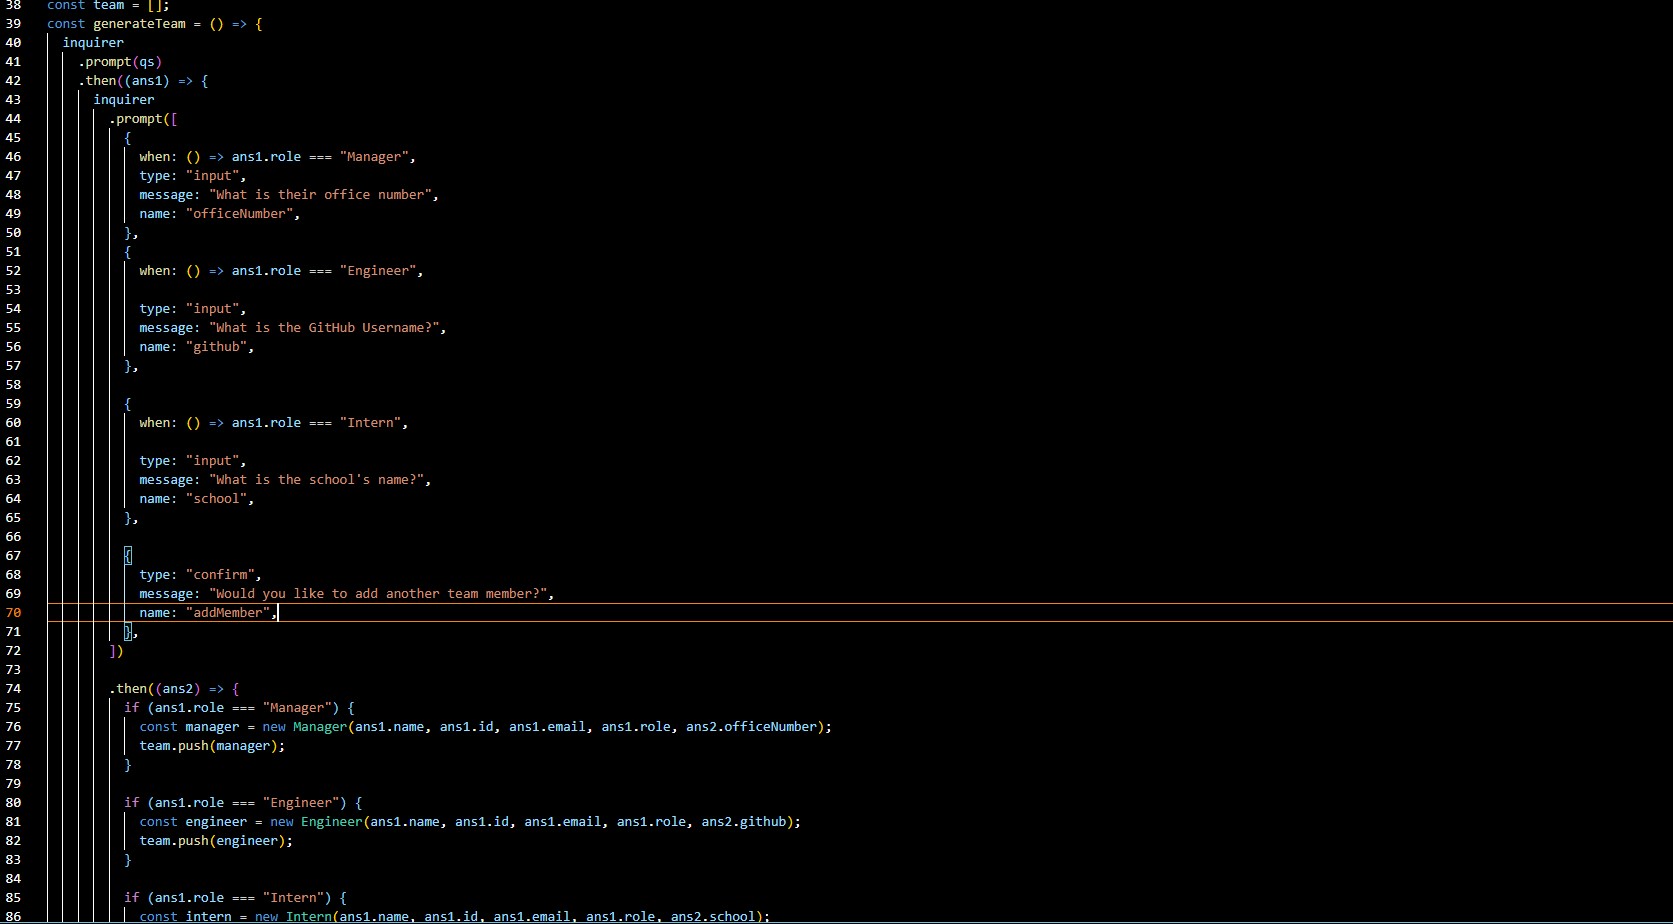 38 const team = [];
39 const generateTeam = () => {
40 inquirer
41 .prompt(qs)
42 .then((ans1) => {
43 inquirer
44 .prompt([
45 {
46 when: () => ans1.role === "Manager",
47 type: "input",
48 message: "What is their office number",
49 name: "officeNumber",
50 },
51 {
52 when: () => ans1.role === "Engineer",
53
54 type: "input",
55 message: "What is the GitHub Username?",
56 name: "github",
57 },
58
59 {
60 when: () => ans1.role === "Intern",
61
62 type: "input",
63 message: "What is the school's name?",
64 name: "school",
65 },
66
67 {
68 type: "confirm",
69 message: "Would you like to add another team member?",
70 name: "addMember",
71 },
72 ])
73
74 .then((ans2) => {
75 if (ans1.role === "Manager") {
76 const manager = new Manager(ans1.name, ans1.id, ans1.email, ans1.role, ans2.officeNumber);
77 team.push(manager);
78 }
79
80 if (ans1.role === "Engineer") {
81 const engineer = new Engineer(ans1.name, ans1.id, ans1.email, ans1.role, ans2.github);
82 team.push(engineer);
83 }
84
85 if (ans1.role === "Intern") {
86 const intern = new Intern(ans1.name, ans1.id, ans1.email, ans1.role, ans2.school);